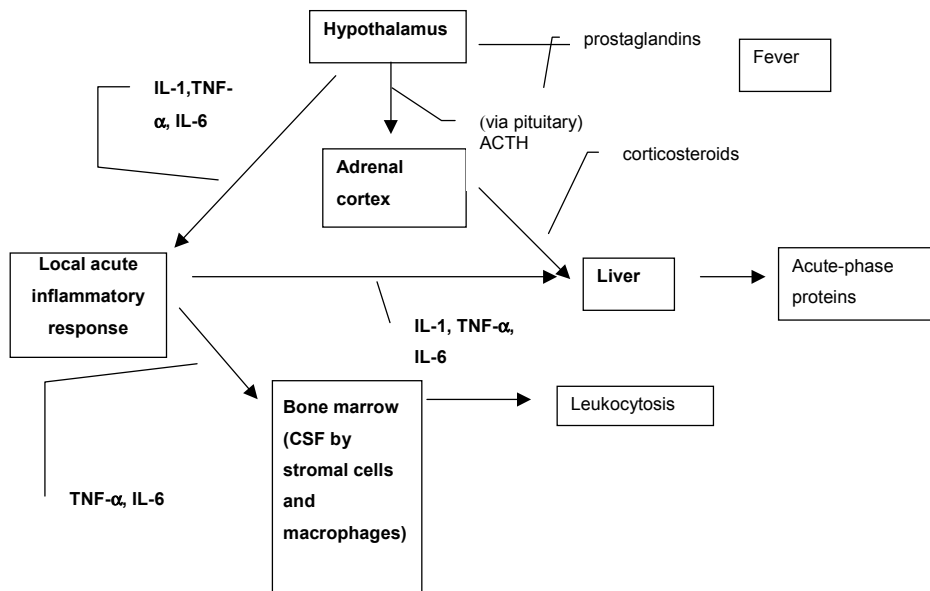 Hypothalamus
prostaglandins
Fever
IL-1,TNF-
α, IL-6
(via pituitary)
ACTH
corticosteroids
Adrenal
cortex
Local acute
inflammatory
response
Liver
Acute-phase
proteins
IL-1, TNF-α,
IL-6
Bone marrow
(CSF by
stromal cells
and
macrophages)
Leukocytosis
TNF-α, IL-6